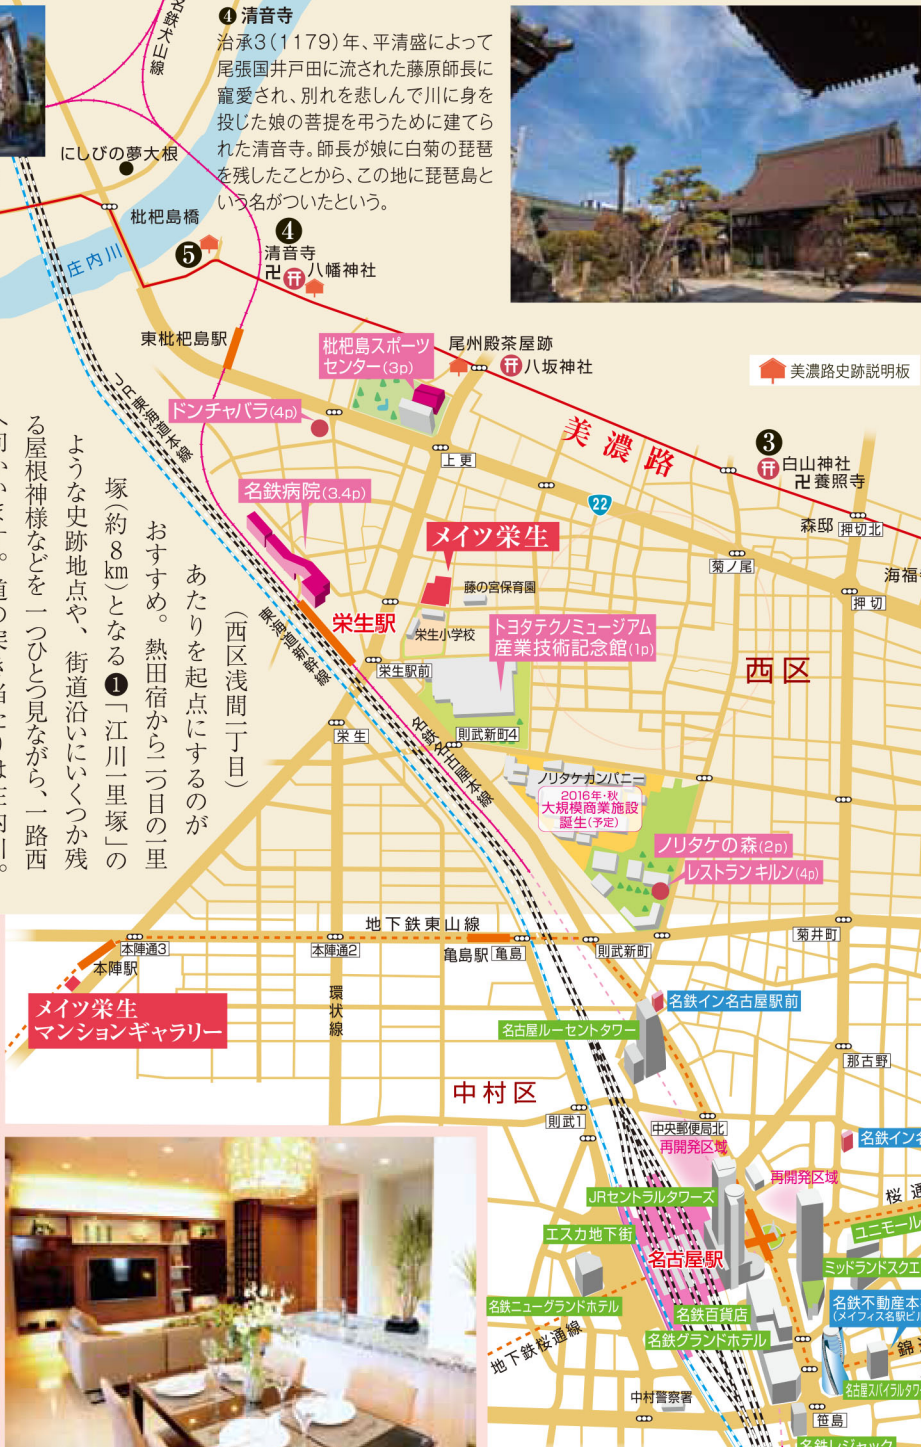 ❹ 清音寺
治承3(1179)年、平清盛によって
尾張国井戸田に流された藤原師長に
寵愛され、別れを悲しんで川に身を
投じた娘の菩提を弔うために建てら
れた清音寺。師長が娘に白菊の琵琶
を残したことから、この地に琵琶島と
いう名がついたという。
名鉄犬山線
にしびの夢大根
枇杷島橋
庄内川
❺
❹
清音寺
卍
八幡神社
東枇杷島駅
枇杷島スポーツ
センター(3p)
尾州殿茶屋跡
八坂神社
美濃路史跡説明板
JR東海道本線
ドンチャバラ(4p)
美濃路
❸
白山神社
卍養照寺
上更
22
名鉄病院(3.4p)
森邸
押切北
メイツ栄生
菊ノ尾
海福
藤の宮保育園
押切
栄生駅
栄生小学校
トヨタテクノミュージアム
産業技術記念館(1p)
東海道新幹線
栄生駅前
西区
(西区浅間一丁目)
あたりを起点にするのが
おすすめ。熱田宿から二つ目の一里
塚(約8km)となる❶「江川一里塚」の
ような史跡地点や、街道沿いにいくつか残
る屋根神様などを一つひとつ見ながら、一路西
栄生
則武新町4
名鉄名古屋本線
ノリタケカンパニー
2016年・秋
大規模商業施設
誕生(予定)
ノリタケの森(2p)
レストラン キルン(4p)
地下鉄東山線
本陣通3
本陣駅
本陣通2
亀島駅
亀島
則武新町
菊井町
メイツ栄生
マンションギャラリー
環状線
名鉄イン名古屋駅前
名古屋ルーセントタワー
那古野
中村区
則武1
中央郵便局北
再開発区域
名鉄イン名
再開発区域
JRセントラルタワーズ
桜通
エスカ地下街
ユニモール
名古屋駅
ミッドランドスクエ
名鉄ニューグランドホテル
名鉄百貨店
名鉄不動産本
(メイフィス名駅ビル
名鉄グランドホテル
地下鉄桜通線
錦通
名古屋スパイラルタワ
中村警察署
笹島
名鉄レジャック